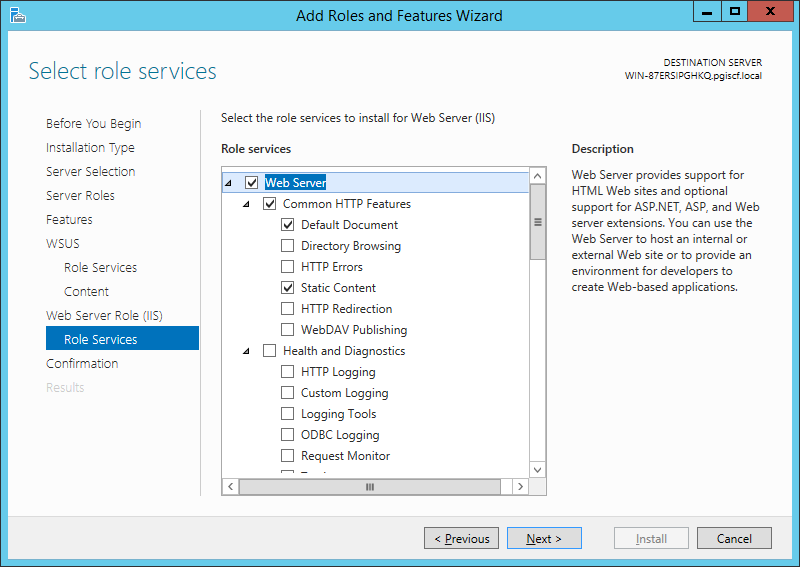 Add Roles and Features Wizard
Select role services
DESTINATION SERVER
WIN-87ERSIPGHKQ.pgiscf.local
Before You Begin
Installation Type
Server Selection
Server Roles
Features
WSUS
Role Services
Content
Web Server Role (IIS)
Role Services
Confirmation
Results
Select the role services to install for Web Server (IIS)
Role services
Web Server
Common HTTP Features
Default Document
Directory Browsing
HTTP Errors
Static Content
HTTP Redirection
WebDAV Publishing
Health and Diagnostics
HTTP Logging
Custom Logging
Logging Tools
ODBC Logging
Request Monitor
Description
Web Server provides support for
HTML Web sites and optional
support for ASP.NET, ASP, and Web
server extensions. You can use the
Web Server to host an internal or
external Web site or to provide an
environment for developers to
create Web-based applications.
< Previous
Next >
Install
Cancel